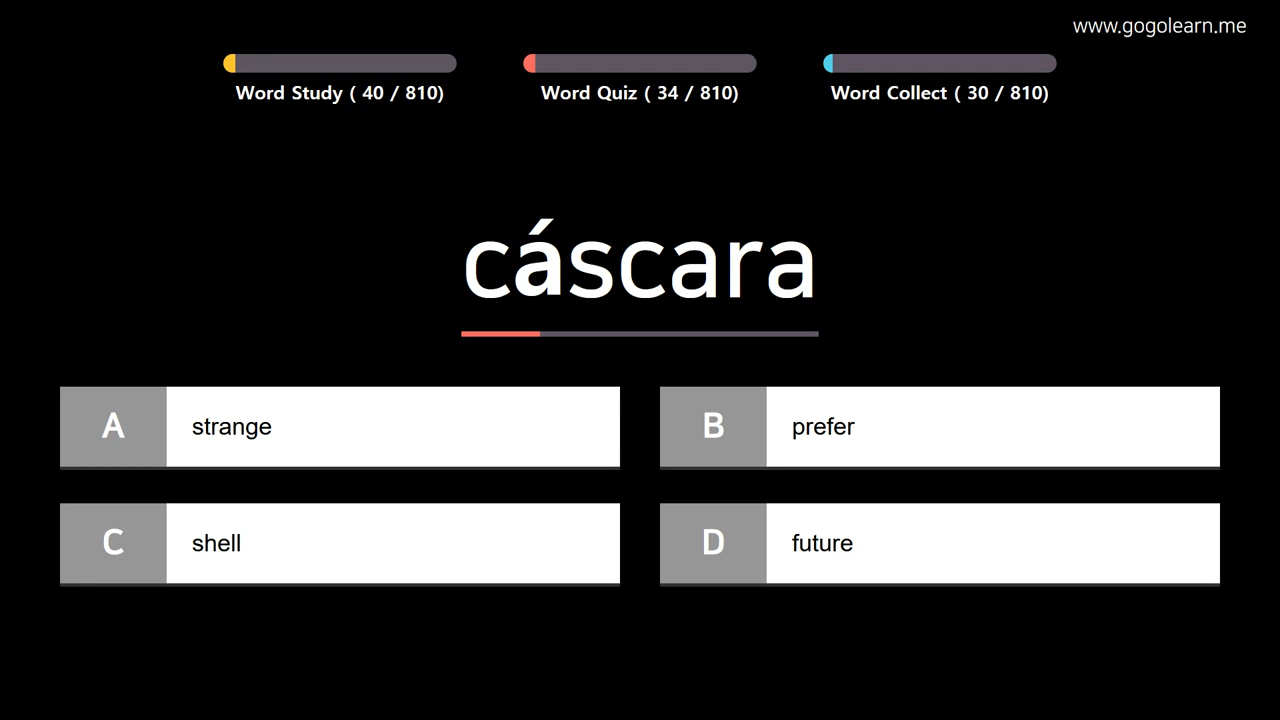 www.gogolearn.me
Word Study ( 40 / 810)
Word Quiz ( 34 / 810)
Word Collect ( 30 / 810)
cáscara
A strange
B prefer
C shell
D future